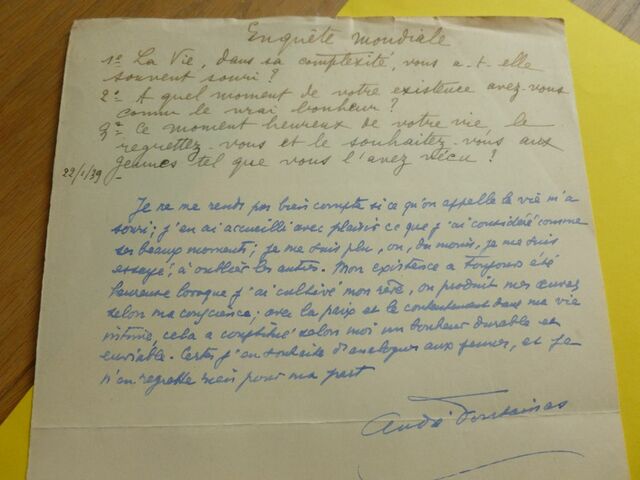 Enquête mondiale
1º La Vie, dans sa complexité, vous a-t-elle
souvent souri ?
2º A quel moment de votre existence avez-vous
connu le vrai bonheur ?
3º Ce moment heureux de votre vie, le
regrettez-vous et le souhaitez-vous aux
jeunes tel que vous l'avez vécu ?
22/1/39
Je ne me rends pas bien compte si ce qu'on appelle la vie m'a
souri ; j'en ai accueilli avec plaisir ce que j'ai considéré comme
ses beaux moments ; je me suis plu, ou, du moins, je me suis
essayé, à oublier les autres. Mon existence a toujours été
heureuse lorsque j'ai cultivé mon rêve, ou produit mes œuvres
selon ma conscience ; avec la paix et le contentement dans ma vie
intime, cela a constitué selon moi un bonheur durable et
enviable. Certes j'en souhaite d'analogues aux jeunes, et je
n'en regrette rien pour ma part
André Fontainas